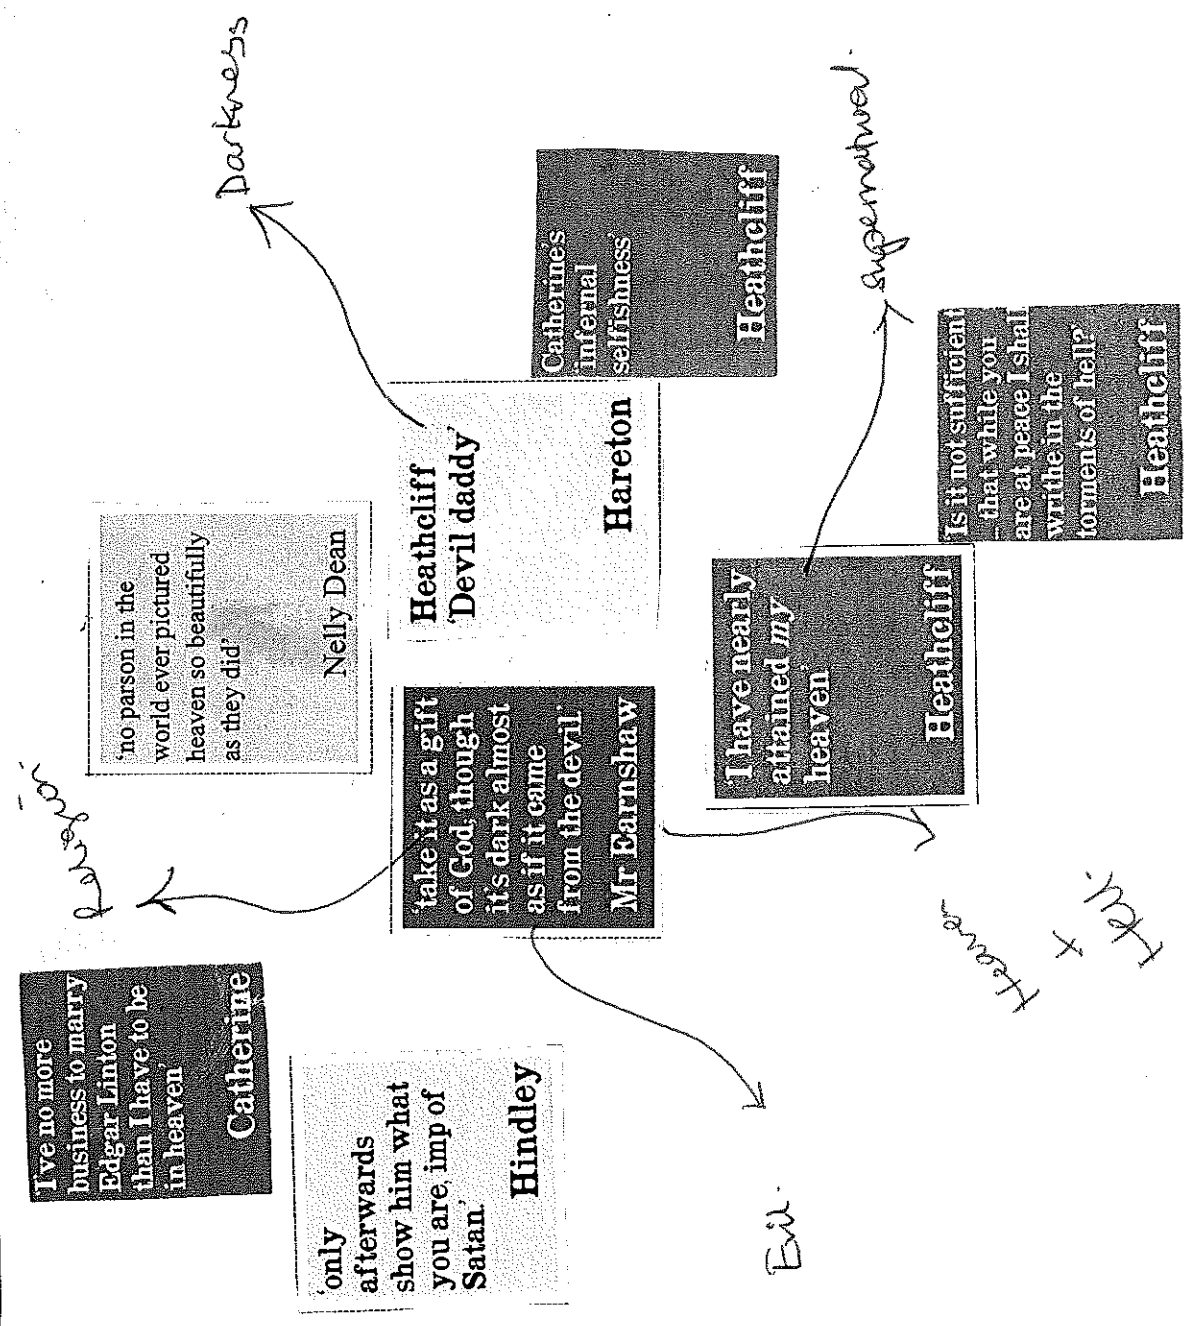 'I've no more
business to marry
Edgar Linton
than I have to be
in heaven'
Catherine
'only
afterwards
show him what
you are, imp of
Satan.'
Hindley
'no parson in the
world ever pictured
heaven so beautifully
as they did'
Nelly Dean
'take it as a gift
of God, though
it's dark almost
as if it came
from the devil.'
Mr Earnshaw
Heathcliff
'Devil daddy'
Hareton
Catherine's
infernal
selfishness'
Heathcliff
'I have nearly
attained my
heaven'
Heathcliff
'Is it not sufficient
that while you
are at peace I shall
writhe in the
torments of hell?'
Heathcliff
Darkness
supernatural.
Evil.
+
Hell.